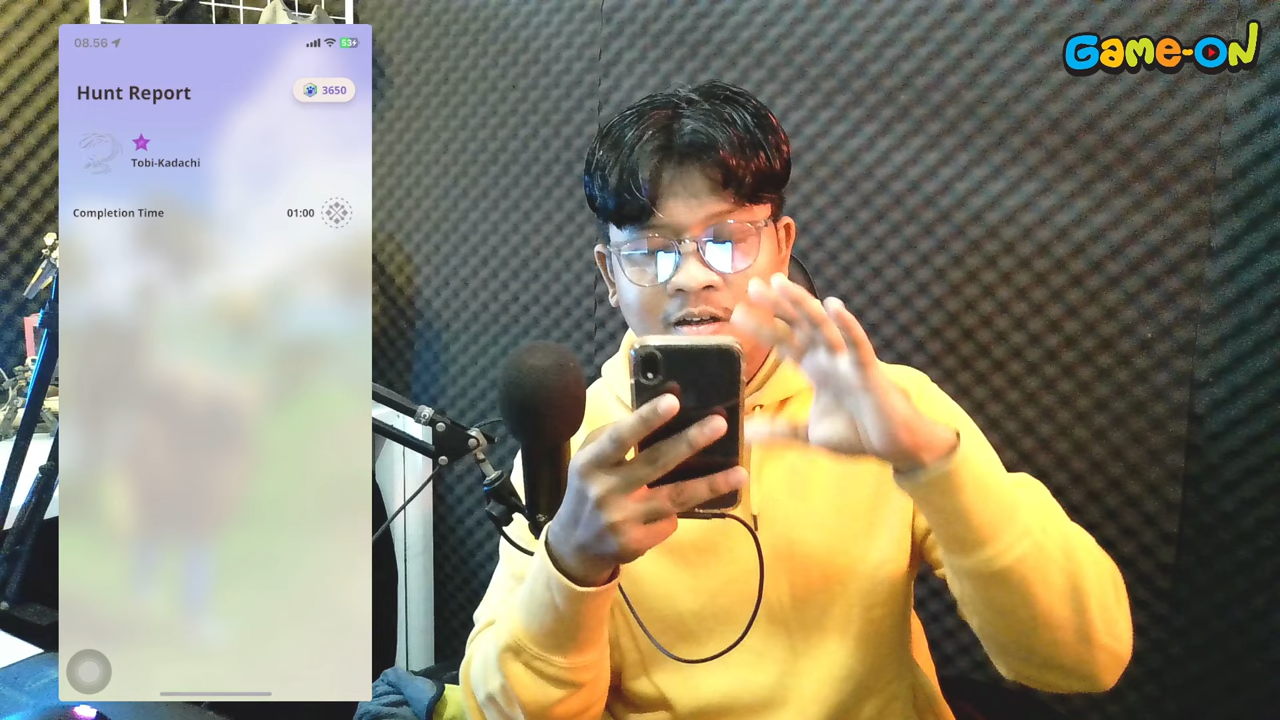 08.56
53
Hunt Report
3650
Tobi-Kadachi
Completion Time
01:00
GAME-ON